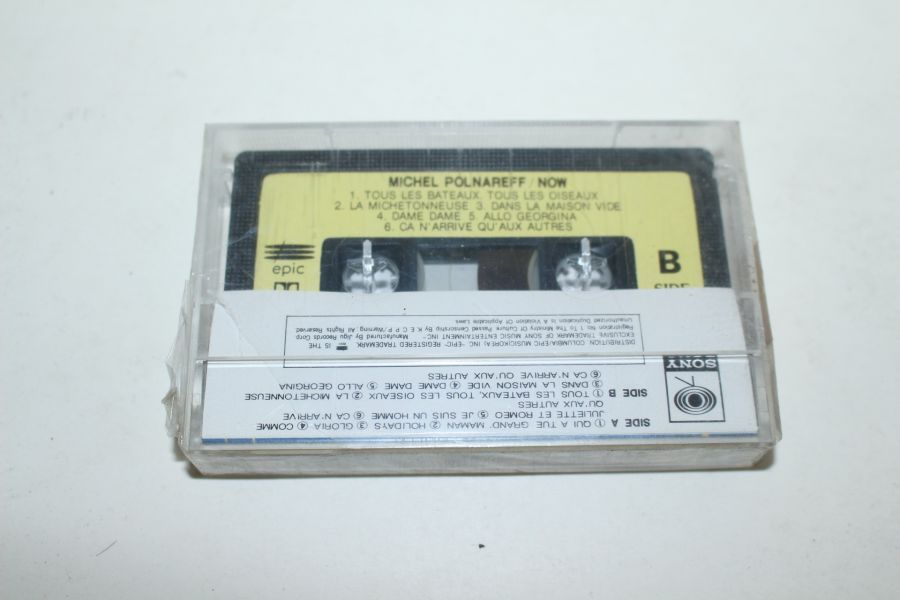 MICHEL POLNAREFF / NOW
1. TOUS LES BATEAUX. TOUS LES OISEAUX
2. LA MICHETONNEUSE 3. DANS LA MAISON VIDE
4. DAME DAME 5. ALLO GEORGINA
6. CA N'ARRIVE QU'AUX AUTRES
epic
B
SIDE
SIDE A ① QUI A TUE GRAND' MAMAN ② HOLIDAYS ③ GLORIA ④ COMME
JULIETTE ET ROMEO ⑤ JE SUIS UN HOMME ⑥ CA N'ARRIVE
QU'AUX AUTRES
SIDE B ① TOUS LES BATEAUX, TOUS LES OISEAUX ② LA MICHETONNEUSE
③ DANS LA MAISON VIDE ④ DAME DAME ⑤ ALLO GEORGINA
⑥ CA N'ARRIVE QU'AUX AUTRES
SONY
DISTRIBUTION COLUMBIA/EPIC MUSIC(KOREA) INC "EPIC" REGISTERED TRADEMARK IS THE
EXCLUSIVE TRADEMARK OF SONY MUSIC ENTERTAINMENT INC. Manufactured By Jigu Records Corp
Registration No. 1 To The Ministry Of Culture Passed Censorship By K.E.C.P.P./Warning: All Rights Reserved
Unauthorized Duplication Is A Violation Of Applicable Laws